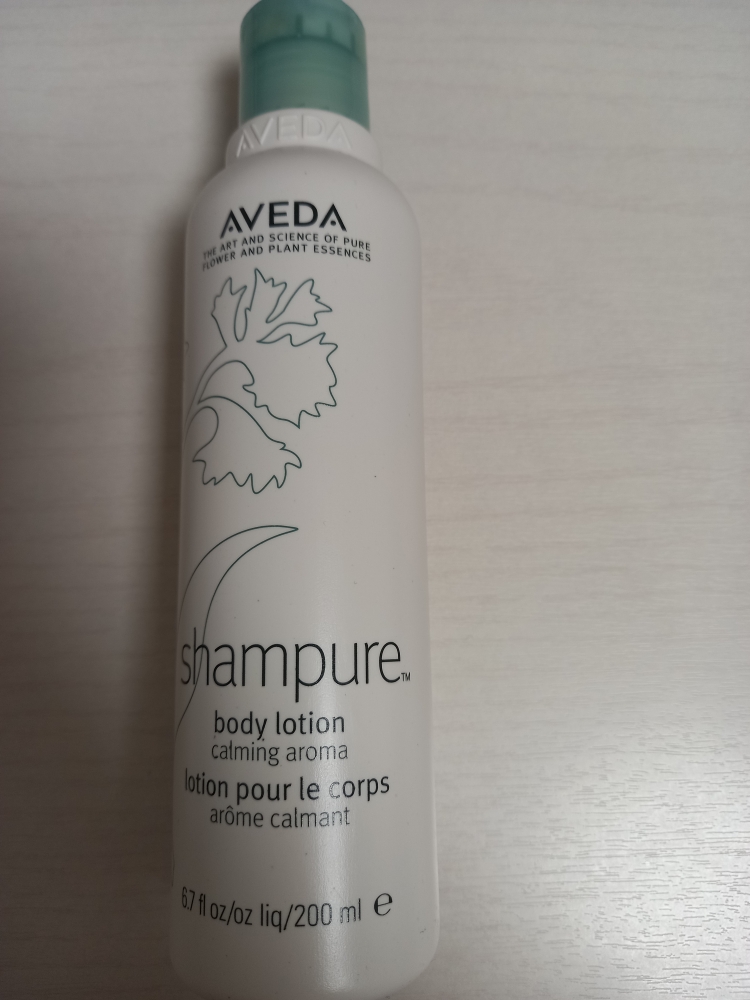 AVEDA
AVEDA
THE ART AND SCIENCE OF PURE
FLOWER AND PLANT ESSENCES
shampure™
body lotion
calming aroma
lotion pour le corps
arôme calmant
6.7 fl oz/oz liq/200 ml ℮